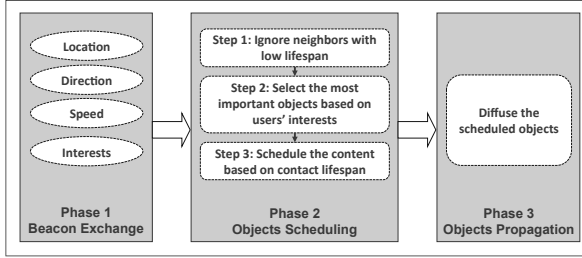 Location
Direction
Speed
Interests
Phase 1
Beacon Exchange
Step 1: Ignore neighbors with
low lifespan
Step 2: Select the most
important objects based on
users' interests
Step 3: Schedule the content
based on contact lifespan
Phase 2
Objects Scheduling
Diffuse the
scheduled objects
Phase 3
Objects Propagation